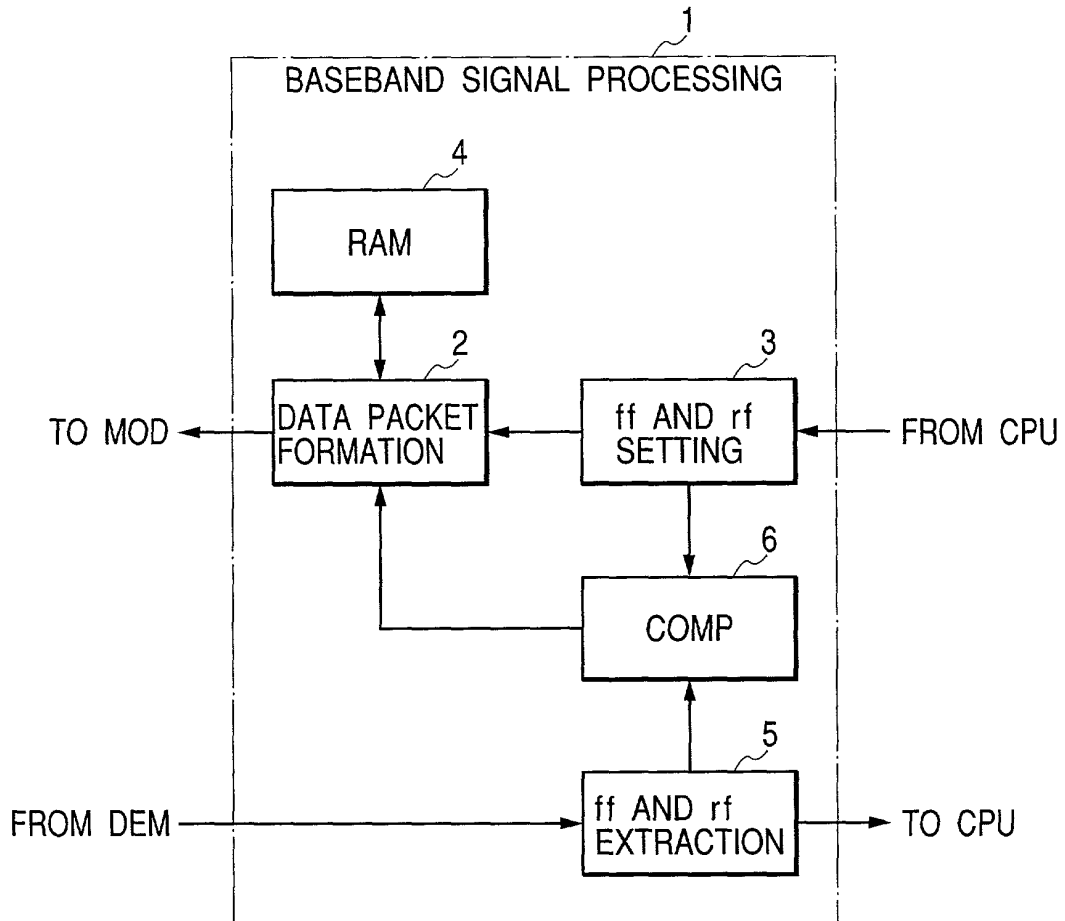 1
BASEBAND SIGNAL PROCESSING
4
RAM
2
3
TO MOD
DATA PACKET
FORMATION
ff AND rf
SETTING
FROM CPU
6
COMP
5
FROM DEM
ff AND rf
EXTRACTION
TO CPU